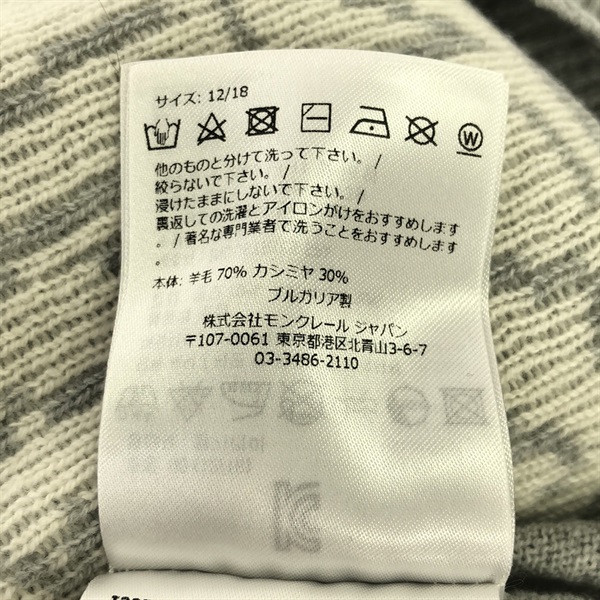 サイズ: 12/18
W
他のものと分けて洗って下さい。/
絞らないで下さい。/
浸けたままにしないで下さい。/
裏返しての洗濯とアイロンがけをおすすめします
。/ 著名な専門業者で洗うことをおすすめします
。
本体: 羊毛 70% カシミヤ 30%
ブルガリア製
株式会社モンクレール ジャパン
〒107-0061 東京都港区北青山3-6-7
03-3486-2110